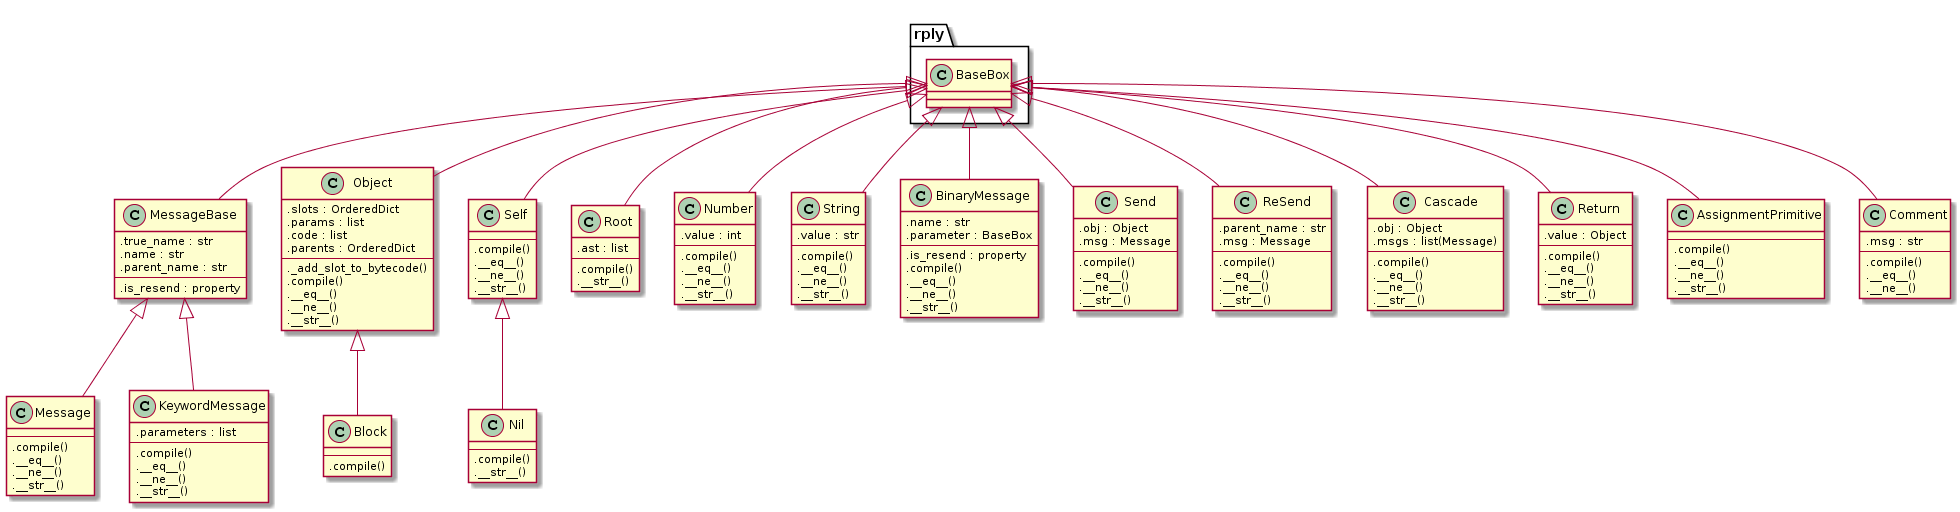 rply
C BaseBox
C MessageBase
.true_name : str
.name : str
.parent_name : str
.is_resend : property
C Object
.slots : OrderedDict
.params : list
.code : list
.parents : OrderedDict
._add_slot_to_bytecode()
.compile()
.__eq__()
.__ne__()
.__str__()
C Self
.compile()
.__eq__()
.__ne__()
.__str__()
C Root
.ast : list
.compile()
.__str__()
C Number
.value : int
.compile()
.__eq__()
.__ne__()
.__str__()
C String
.value : str
.compile()
.__eq__()
.__ne__()
.__str__()
C BinaryMessage
.name : str
.parameter : BaseBox
.is_resend : property
.compile()
.__eq__()
.__ne__()
.__str__()
C Send
.obj : Object
.msg : Message
.compile()
.__eq__()
.__ne__()
.__str__()
C ReSend
.parent_name : str
.msg : Message
.compile()
.__eq__()
.__ne__()
.__str__()
C Cascade
.obj : Object
.msgs : list(Message)
.compile()
.__eq__()
.__ne__()
.__str__()
C Return
.value : Object
.compile()
.__eq__()
.__ne__()
.__str__()
C AssignmentPrimitive
.compile()
.__eq__()
.__ne__()
.__str__()
C Comment
.msg : str
.compile()
.__eq__()
.__ne__()
C Message
.compile()
.__eq__()
.__ne__()
.__str__()
C KeywordMessage
.parameters : list
.compile()
.__eq__()
.__ne__()
.__str__()
C Block
.compile()
C Nil
.compile()
.__str__()